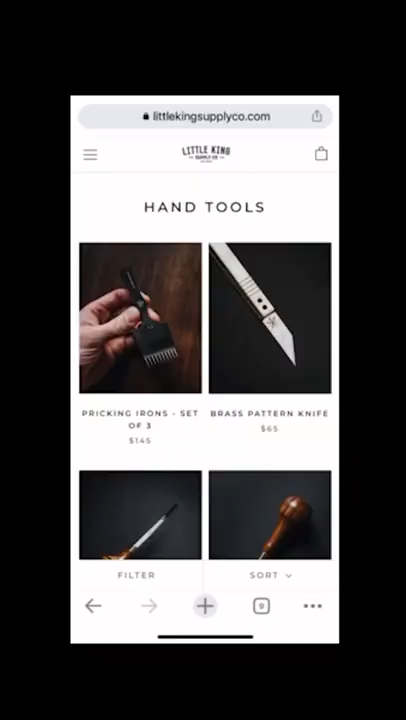 littlekingsupplyco.com
LITTLE KING
SUPPLY CO
HAND TOOLS
PRICKING IRONS - SET
OF 3
$145
BRASS PATTERN KNIFE
$65
FILTER
SORT
9